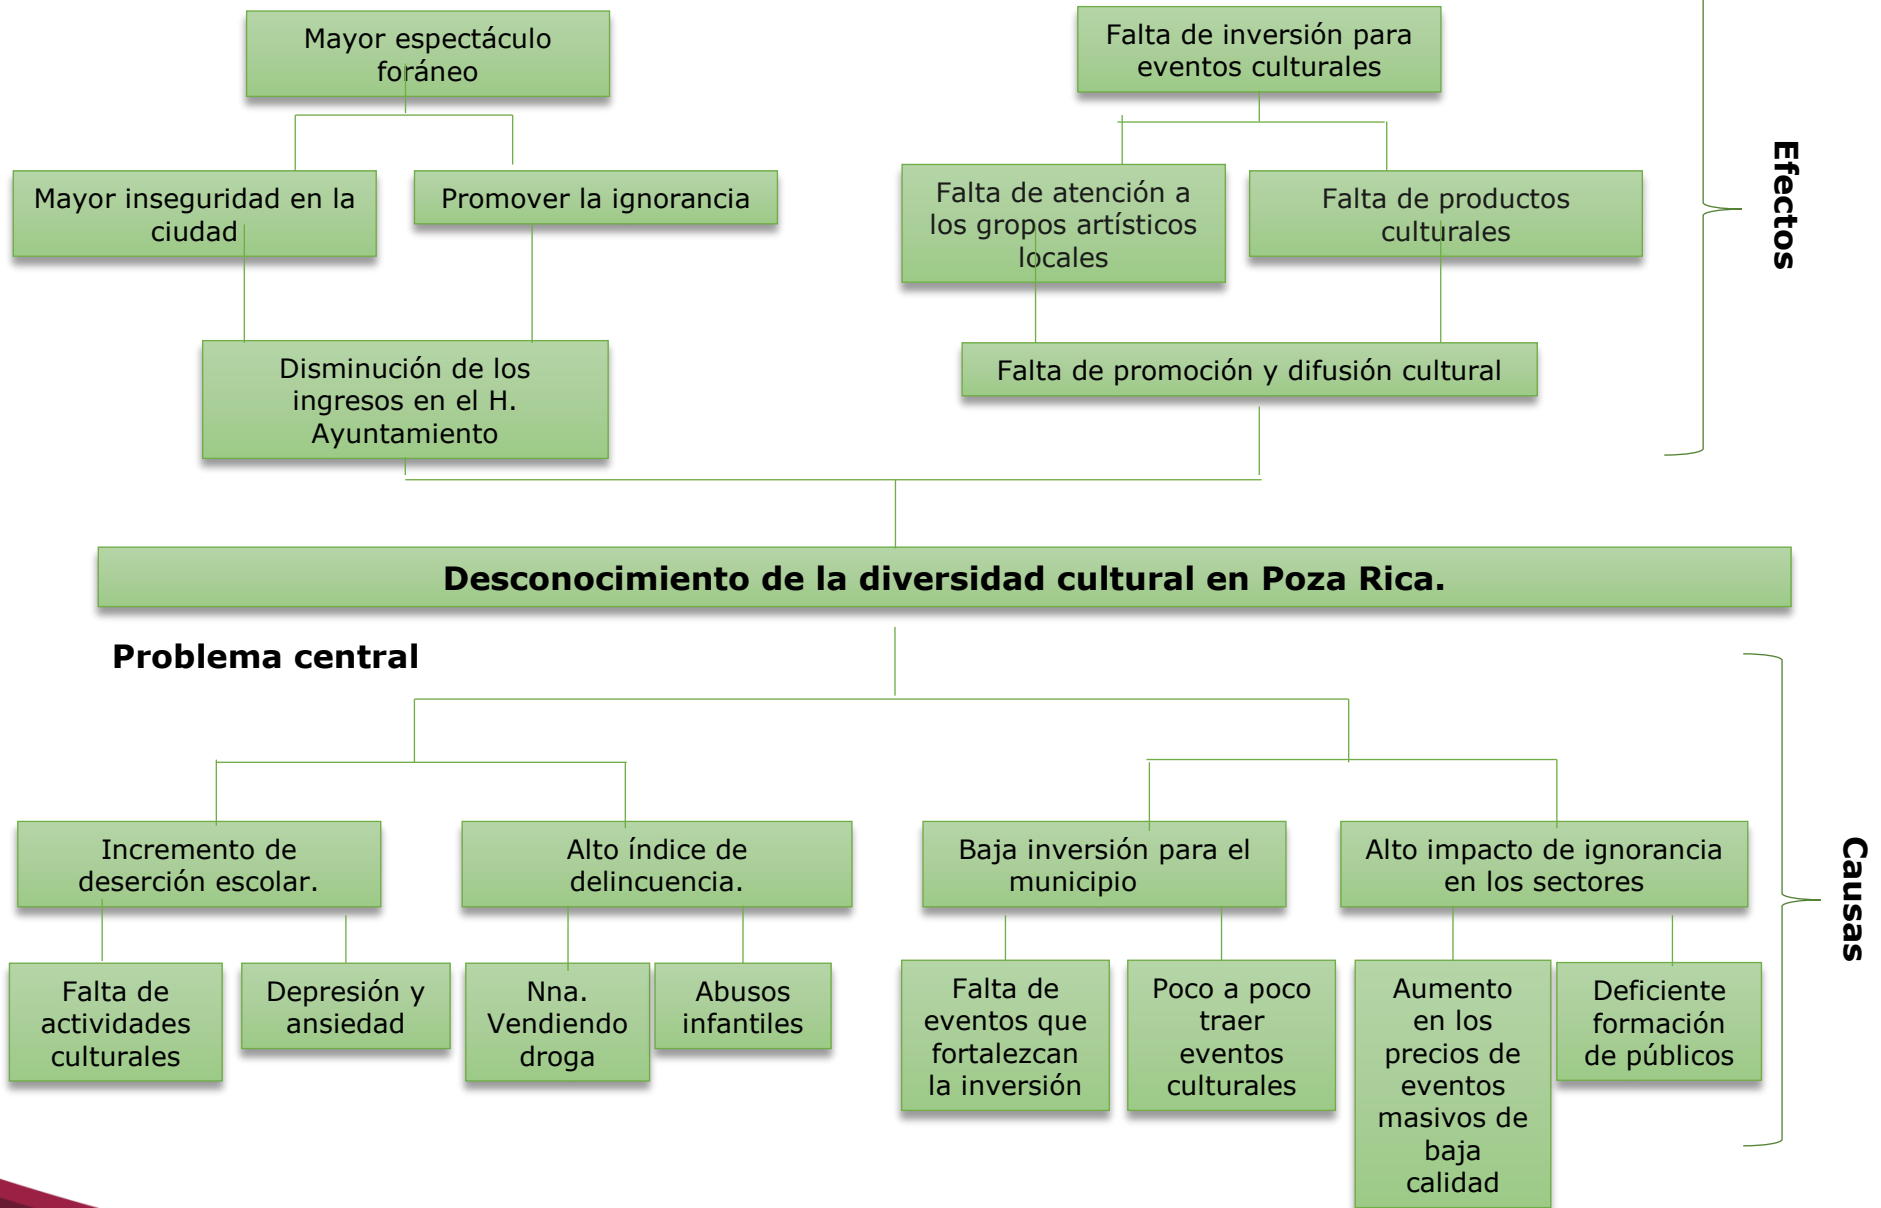 Mayor espectáculo
foráneo
Falta de inversión para
eventos culturales
Mayor inseguridad en la
ciudad
Promover la ignorancia
Falta de atención a
los gropos artísticos
locales
Falta de productos
culturales
Efectos
Disminución de los
ingresos en el H.
Ayuntamiento
Falta de promoción y difusión cultural
Desconocimiento de la diversidad cultural en Poza Rica.
Problema central
Incremento de
deserción escolar.
Alto índice de
delincuencia.
Baja inversión para el
municipio
Alto impacto de ignorancia
en los sectores
Causas
Falta de
actividades
culturales
Depresión y
ansiedad
Nna.
Vendiendo
droga
Abusos
infantiles
Falta de
eventos que
fortalezcan
la inversión
Poco a poco
traer
eventos
culturales
Aumento
en los
precios de
eventos
masivos de
baja
calidad
Deficiente
formación
de públicos